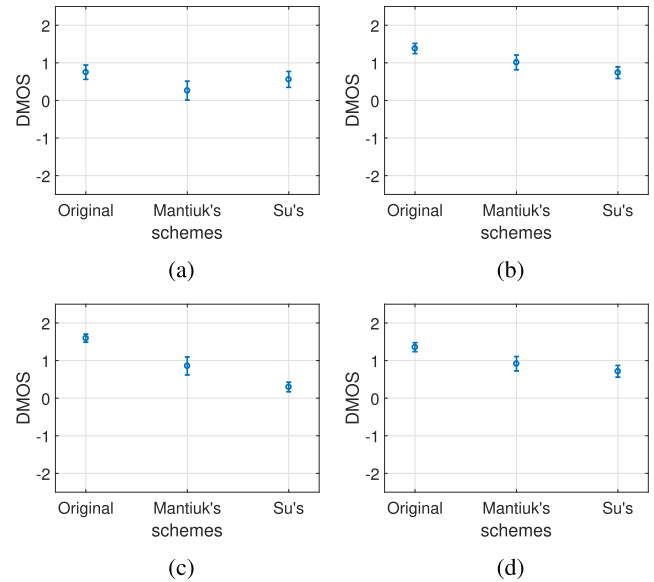 2
1
0
-1
-2
DMOS
Original Mantiuk's Su's
schemes
(a)
2
1
0
-1
-2
DMOS
Original Mantiuk's Su's
schemes
(b)
2
1
0
-1
-2
DMOS
Original Mantiuk's Su's
schemes
(c)
2
1
0
-1
-2
DMOS
Original Mantiuk's Su's
schemes
(d)